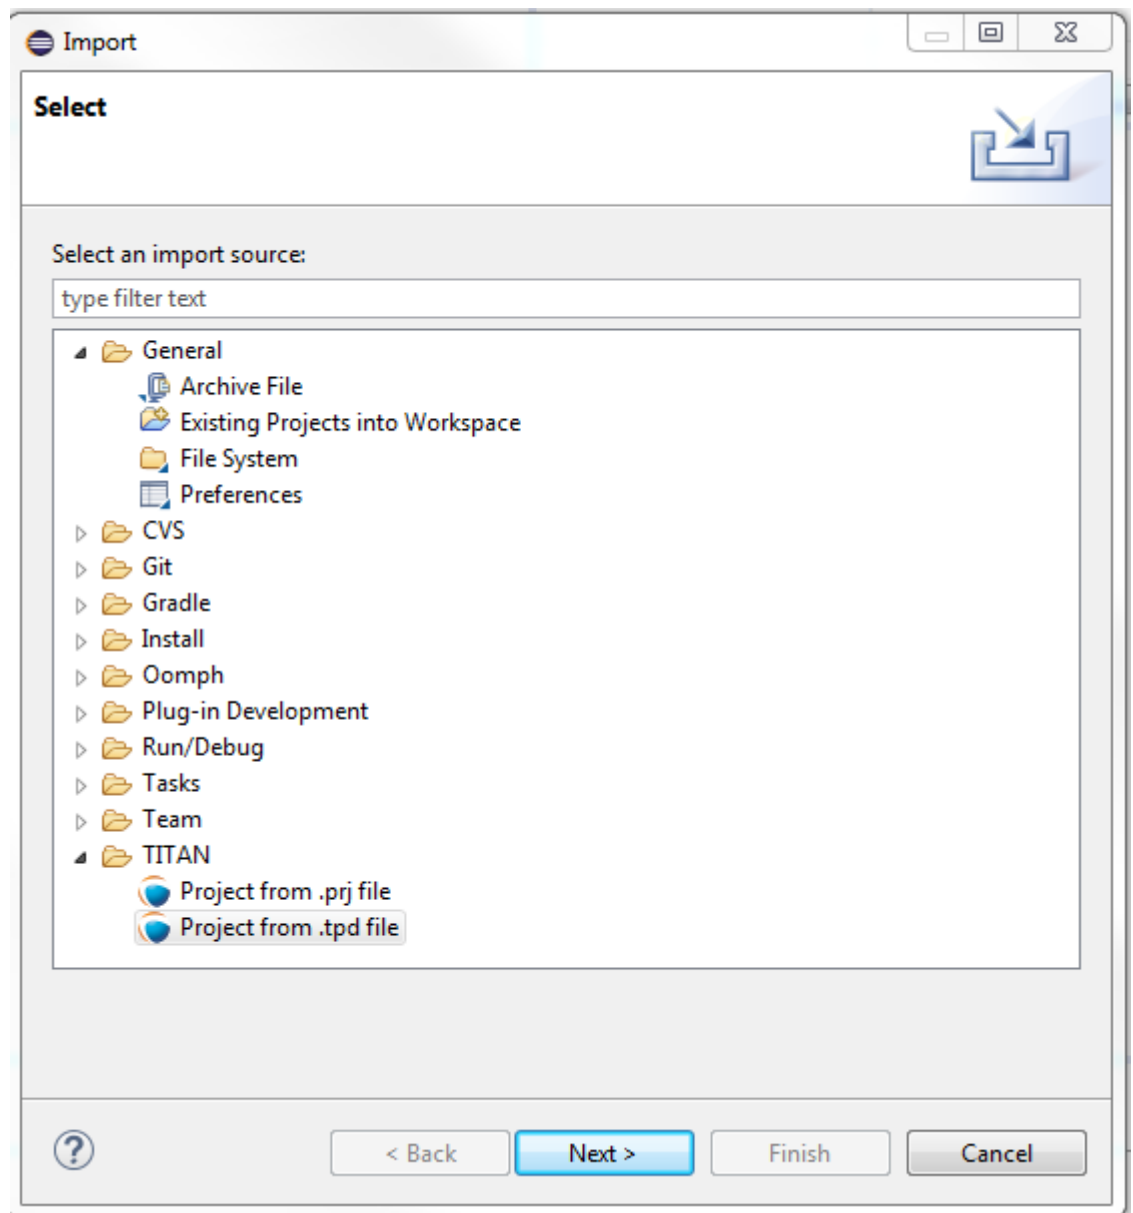 Import
Select
Select an import source:
type filter text
General
Archive File
Existing Projects into Workspace
File System
Preferences
CVS
Git
Gradle
Install
Oomph
Plug-in Development
Run/Debug
Tasks
Team
TITAN
Project from .prj file
Project from .tpd file
? < Back Next > Finish Cancel